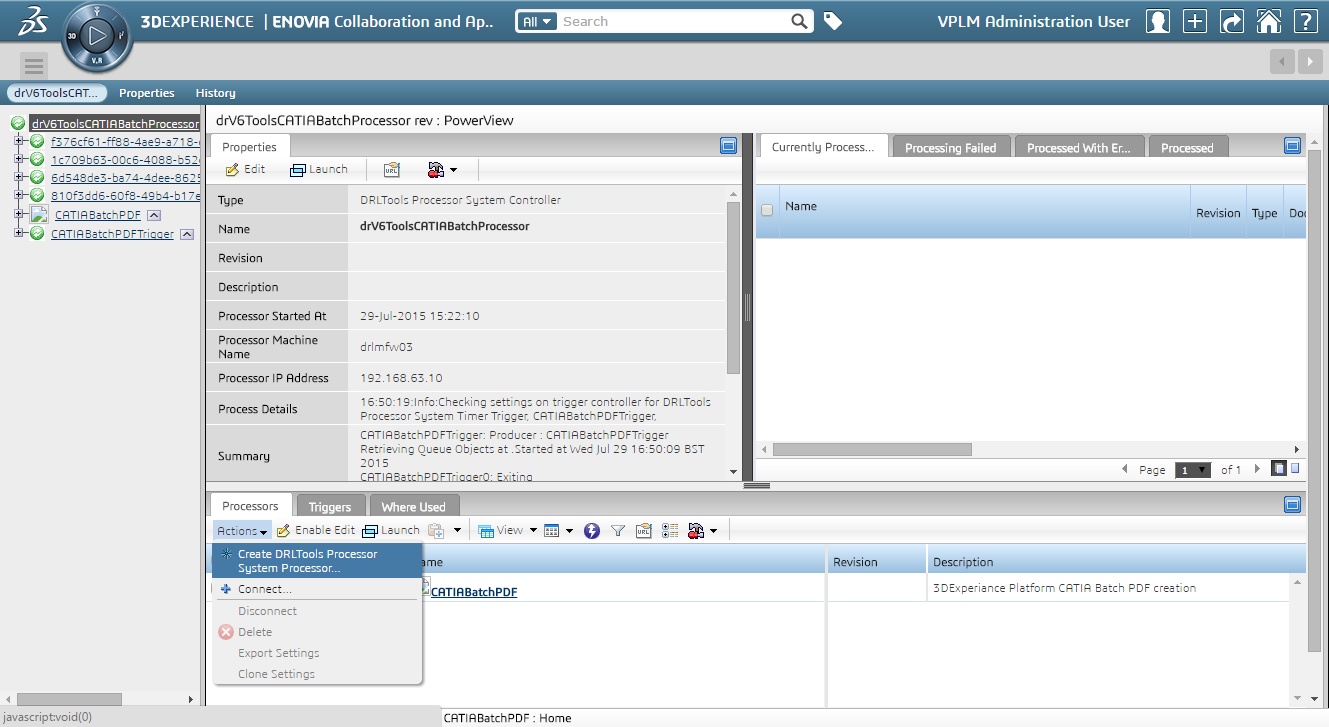 3DEXPERIENCE | ENOVIA Collaboration and Ap..
All
Search
VPLM Administration User
3D
V.R
drV6ToolsCAT...
Properties
History
drV6ToolsCATIABatchProcessor
f376cf61-ff88-4ae9-a718-
1c709b63-00c6-4088-b52
6d548de3-ba74-4dee-8625
810f3dd6-60f8-49b4-b17e
CATIABatchPDF
CATIABatchPDFTrigger
drV6ToolsCATIABatchProcessor rev : PowerView
Properties
Edit
Launch
URL
Type
DRLTools Processor System Controller
Name
drV6ToolsCATIABatchProcessor
Revision
Description
Processor Started At
29-Jul-2015 15:22:10
Processor Machine Name
drlmfw03
Processor IP Address
192.168.63.10
Process Details
16:50:19:Info:Checking settings on trigger controller for DRLTools
Processor System Timer Trigger, CATIABatchPDFTrigger,
Summary
CATIABatchPDFTrigger: Producer : CATIABatchPDFTrigger
Retrieving Queue Objects at .Started at Wed Jul 29 16:50:09 BST
2015
CATIABatchPDFTrigger0: Exiting
Currently Process...
Processing Failed
Processed With Er...
Processed
Name
Revision
Type
Doc
Page
1
of 1
Processors
Triggers
Where Used
Actions
Enable Edit
Launch
View
URL
Create DRLTools Processor
System Processor...
Connect...
Disconnect
Delete
Export Settings
Clone Settings
ame
Revision
Description
CATIABatchPDF
3DExperiance Platform CATIA Batch PDF creation
javascript:void(0)
CATIABatchPDF : Home